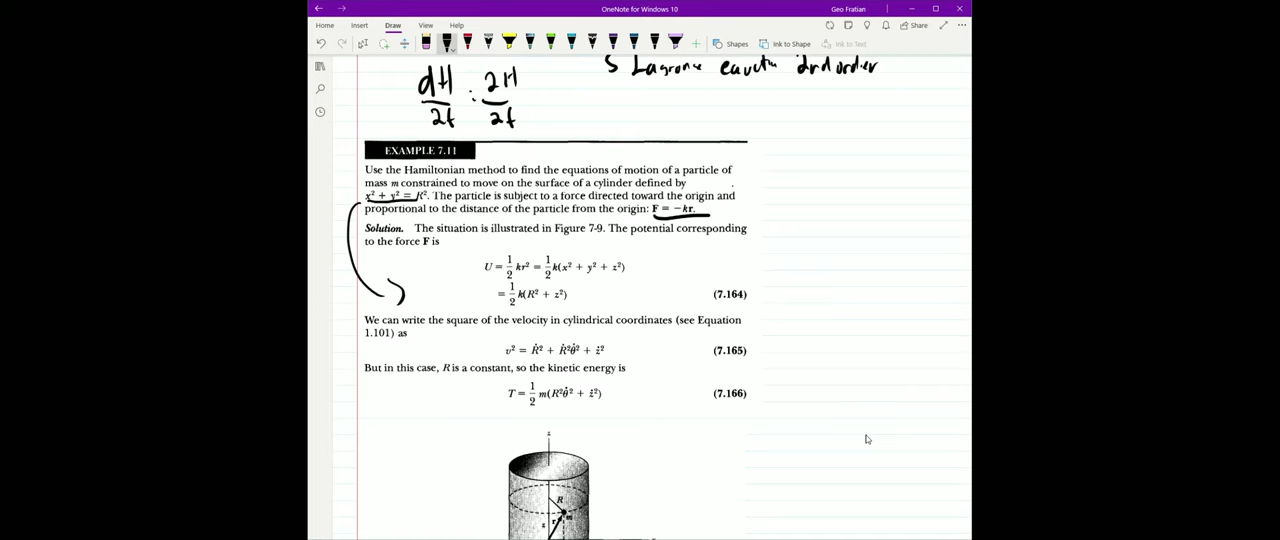 OneNote for Windows 10
Geo Fratian
Share
Home Insert Draw View Help
Shapes Ink to Shape Ink to Text
S Lagrange 2nd order
dH : ∂H
∂t ∂t
EXAMPLE 7.11
Use the Hamiltonian method to find the equations of motion of a particle of
mass m constrained to move on the surface of a cylinder defined by
x² + y² = R². The particle is subject to a force directed toward the origin and
proportional to the distance of the particle from the origin: F = −kr.
Solution. The situation is illustrated in Figure 7-9. The potential corresponding
to the force F is
U = 1/2 kr² = 1/2 k(x² + y² + z²)
= 1/2 k(R² + z²) (7.164)
We can write the square of the velocity in cylindrical coordinates (see Equation
1.101) as
v² = Ṙ² + Ṙ²θ̇² + ż² (7.165)
But in this case, R is a constant, so the kinetic energy is
T = 1/2 m(R²θ̇² + ż²) (7.166)
z
R
m
z r